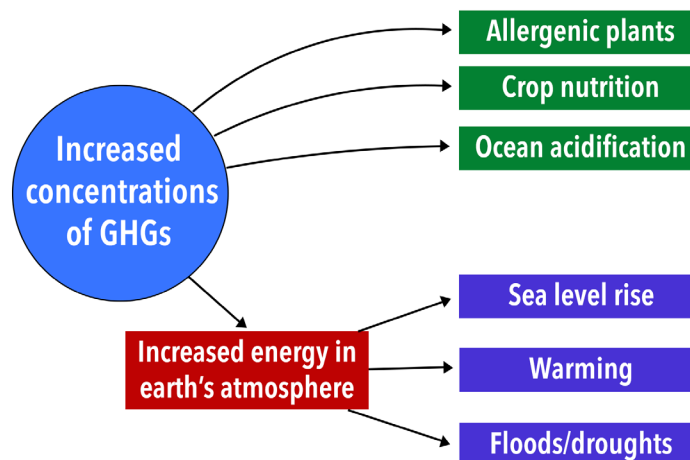 Allergenic plants
Crop nutrition
Ocean acidification
Increased
concentrations
of GHGs
Sea level rise
Increased energy in
earth's atmosphere
Warming
Floods/droughts